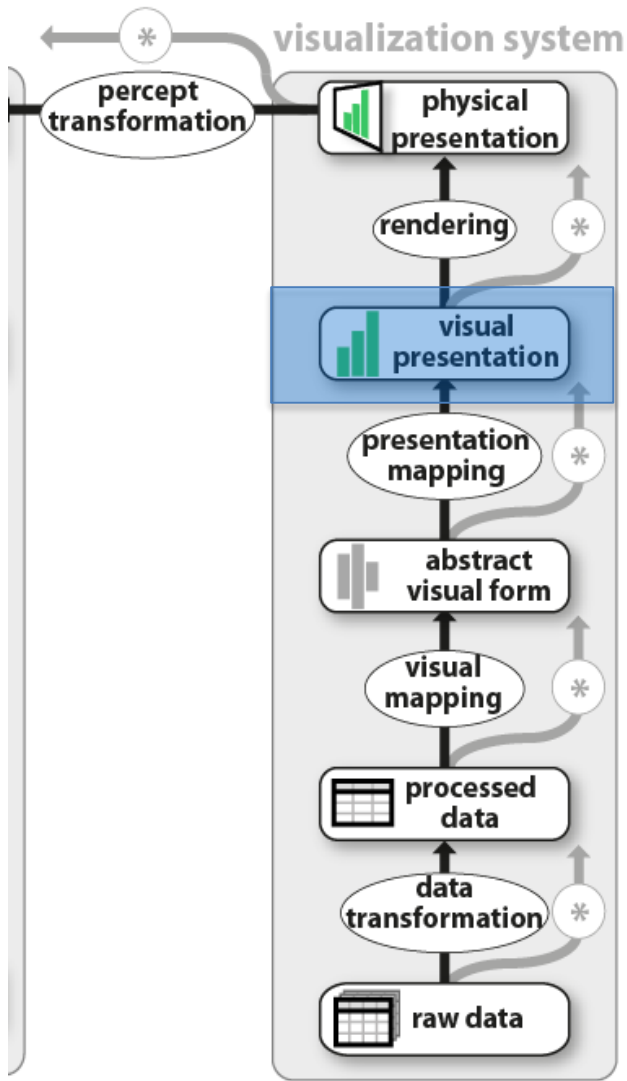 *
visualization system
percept
transformation
physical
presentation
rendering
*
visual
presentation
presentation
mapping
*
abstract
visual form
visual
mapping
*
processed
data
data
transformation
*
raw data